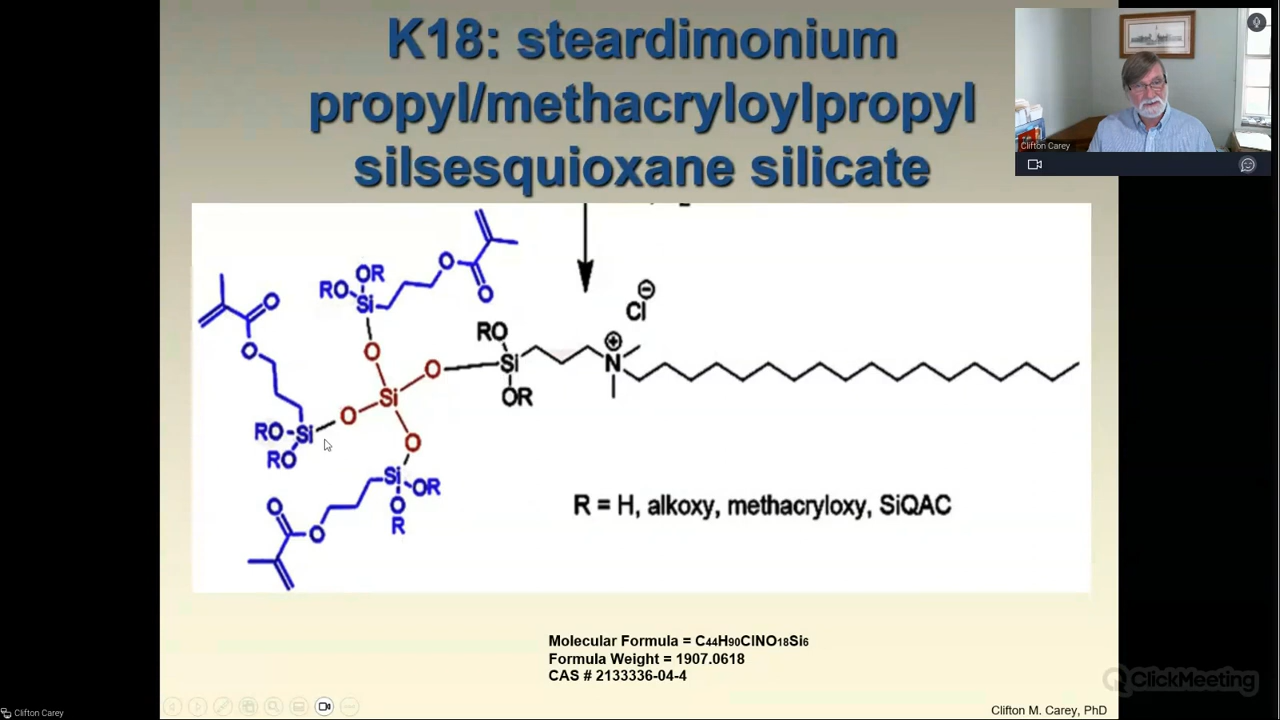 K18: steardimonium
propyl/methacryloylpropyl
silsesquioxane silicate
Clifton Carey
O
OR
RO
Si
O
O
Cl
⊖
O
O
RO
Si
OR
⊕
N
O
O
Si
O
O
RO
Si
RO
Si
OR
O
R
O
O
R = H, alkoxy, methacryloxy, SiQAC
Molecular Formula = C44H90ClNO18Si6
Formula Weight = 1907.0618
CAS # 2133336-04-4
ClickMeeting
Clifton Carey
Clifton M. Carey, PhD